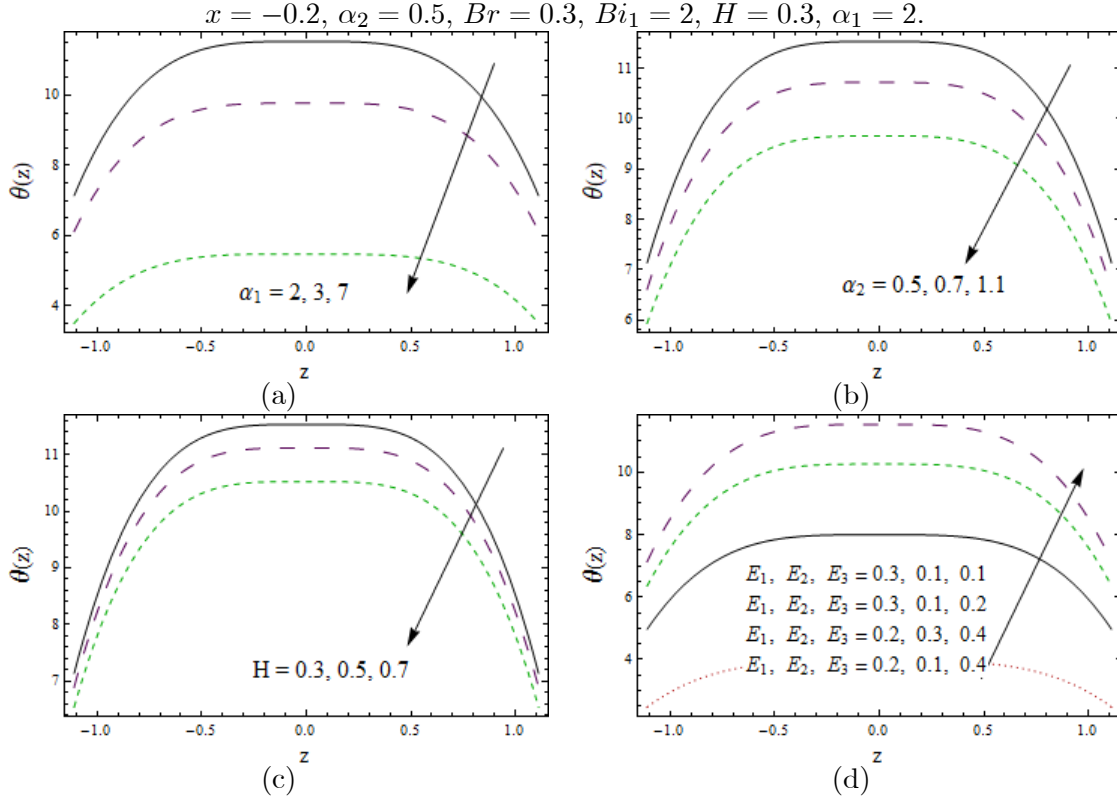 x = −0.2, α₂ = 0.5, Br = 0.3, Bi₁ = 2, H = 0.3, α₁ = 2.
10
8
6
4
θ(z)
α₁ = 2, 3, 7
−1.0 −0.5 0.0 0.5 1.0
z
(a)
11
10
9
8
7
6
θ(z)
α₂ = 0.5, 0.7, 1.1
−1.0 −0.5 0.0 0.5 1.0
z
(b)
11
10
9
8
7
θ(z)
H = 0.3, 0.5, 0.7
−1.0 −0.5 0.0 0.5 1.0
z
(c)
10
8
6
4
θ(z)
E₁, E₂, E₃ = 0.3, 0.1, 0.1
E₁, E₂, E₃ = 0.3, 0.1, 0.2
E₁, E₂, E₃ = 0.2, 0.3, 0.4
E₁, E₂, E₃ = 0.2, 0.1, 0.4
−1.0 −0.5 0.0 0.5 1.0
z
(d)